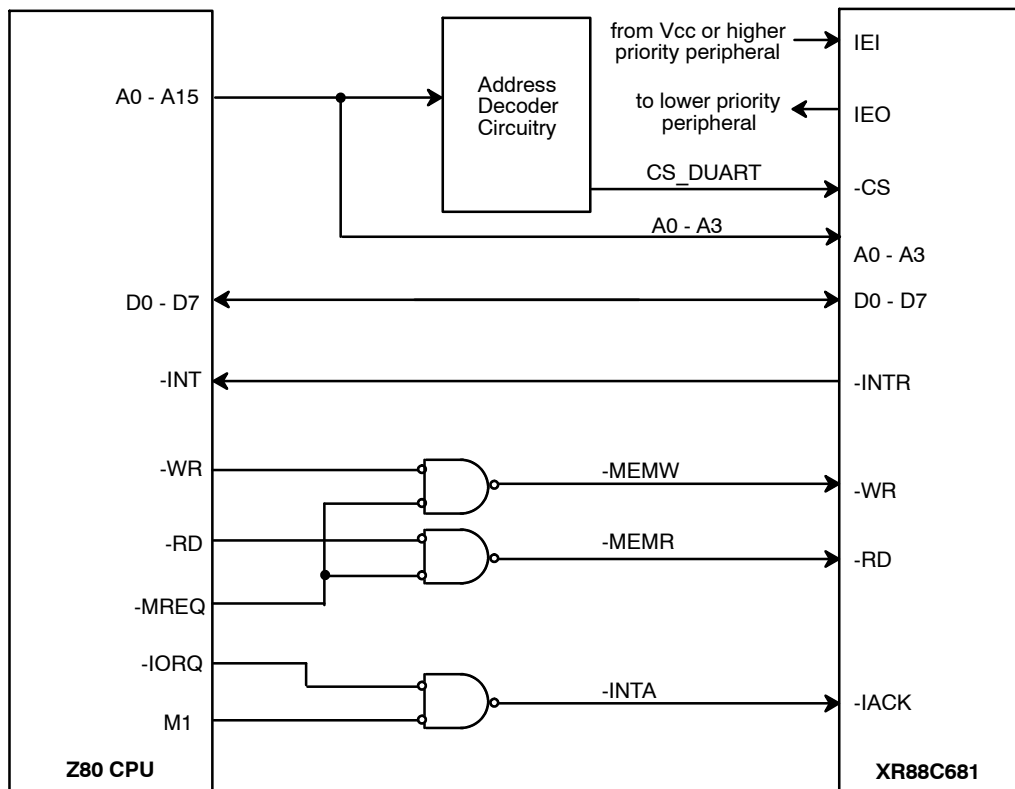 from Vcc or higher
priority peripheral
IEI
A0 - A15
Address
Decoder
Circuitry
to lower priority
peripheral
IEO
CS_DUART
-CS
A0 - A3
A0 - A3
D0 - D7
D0 - D7
-INT
-INTR
-WR
-MEMW
-WR
-RD
-MEMR
-RD
-MREQ
-IORQ
-INTA
-IACK
M1
Z80 CPU
XR88C681